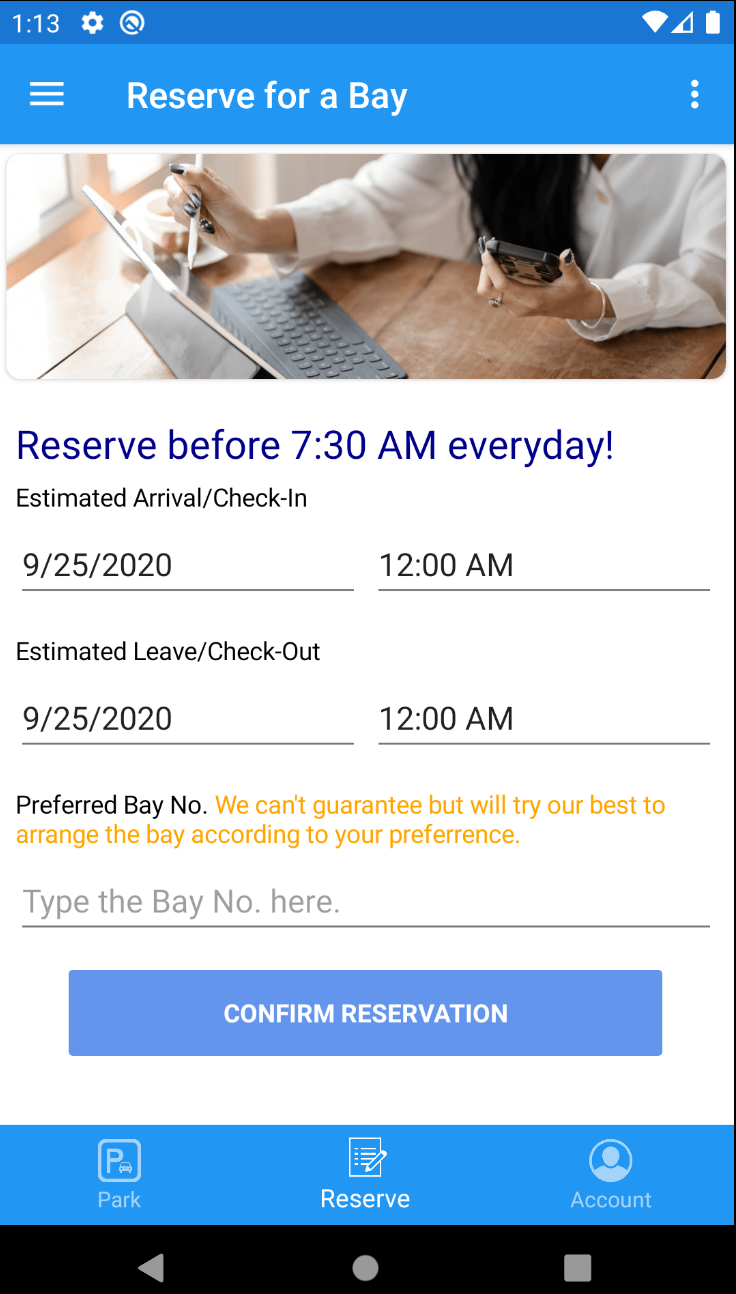 1:13
Reserve for a Bay
Reserve before 7:30 AM everyday!
Estimated Arrival/Check-In
9/25/2020 12:00 AM
Estimated Leave/Check-Out
9/25/2020 12:00 AM
Preferred Bay No. We can't guarantee but will try our best to
arrange the bay according to your preferrence.
Type the Bay No. here.
CONFIRM RESERVATION
P
Park Reserve Account